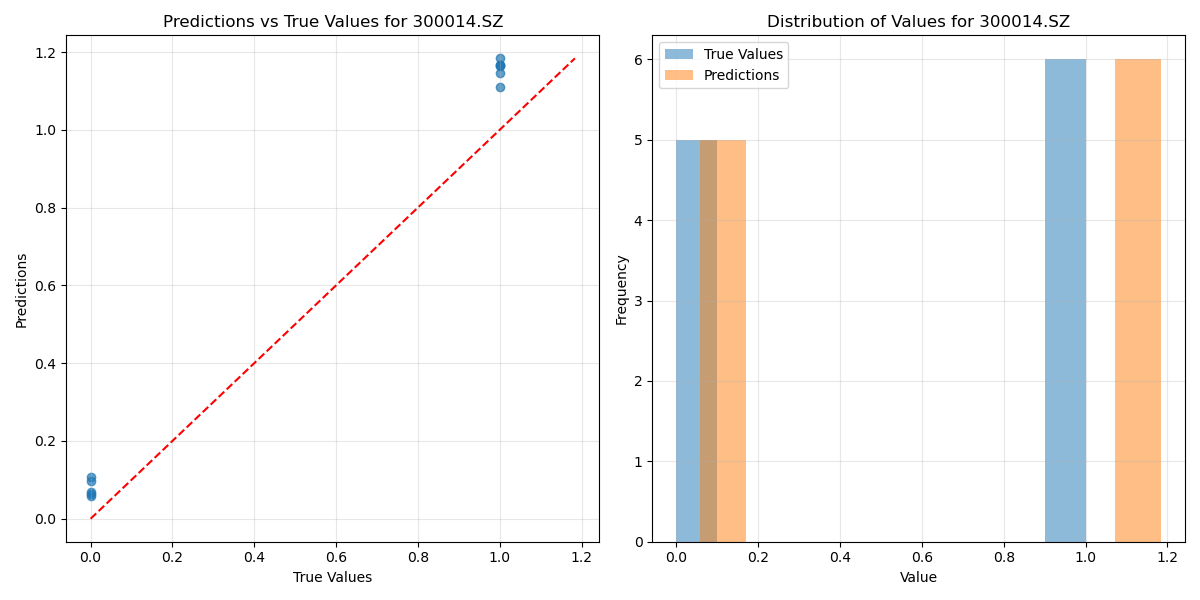 Predictions vs True Values for 300014.SZ
1.2
1.0
0.8
0.6
0.4
0.2
0.0
Predictions
0.0 0.2 0.4 0.6 0.8 1.0 1.2
True Values
Distribution of Values for 300014.SZ
True Values
Predictions
6
5
4
3
2
1
0
Frequency
0.0 0.2 0.4 0.6 0.8 1.0 1.2
Value